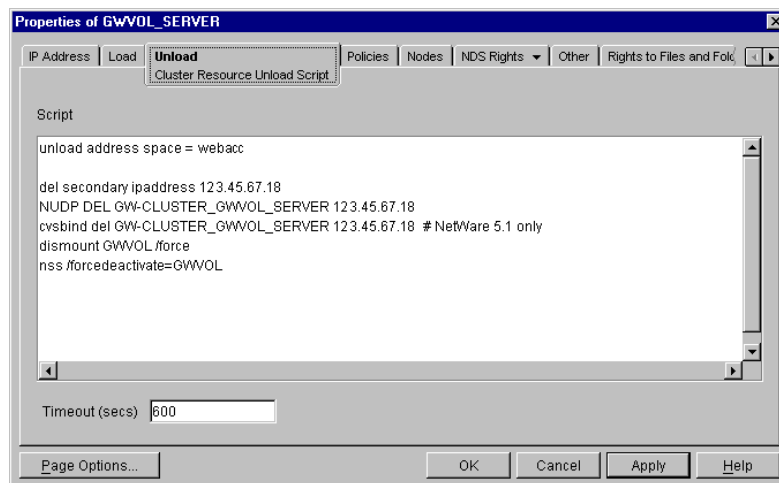 Properties of GWVOL_SERVER
IP Address Load Unload Policies Nodes NDS Rights Other Rights to Files and Fold
Cluster Resource Unload Script
Script
unload address space = webacc
del secondary ipaddress 123.45.67.18
NUDP DEL GW-CLUSTER_GWVOL_SERVER 123.45.67.18
cvsbind del GW-CLUSTER_GWVOL_SERVER 123.45.67.18 # NetWare 5.1 only
dismount GWVOL /force
nss /forcedeactivate=GWVOL
Timeout (secs) 600
Page Options... OK Cancel Apply Help